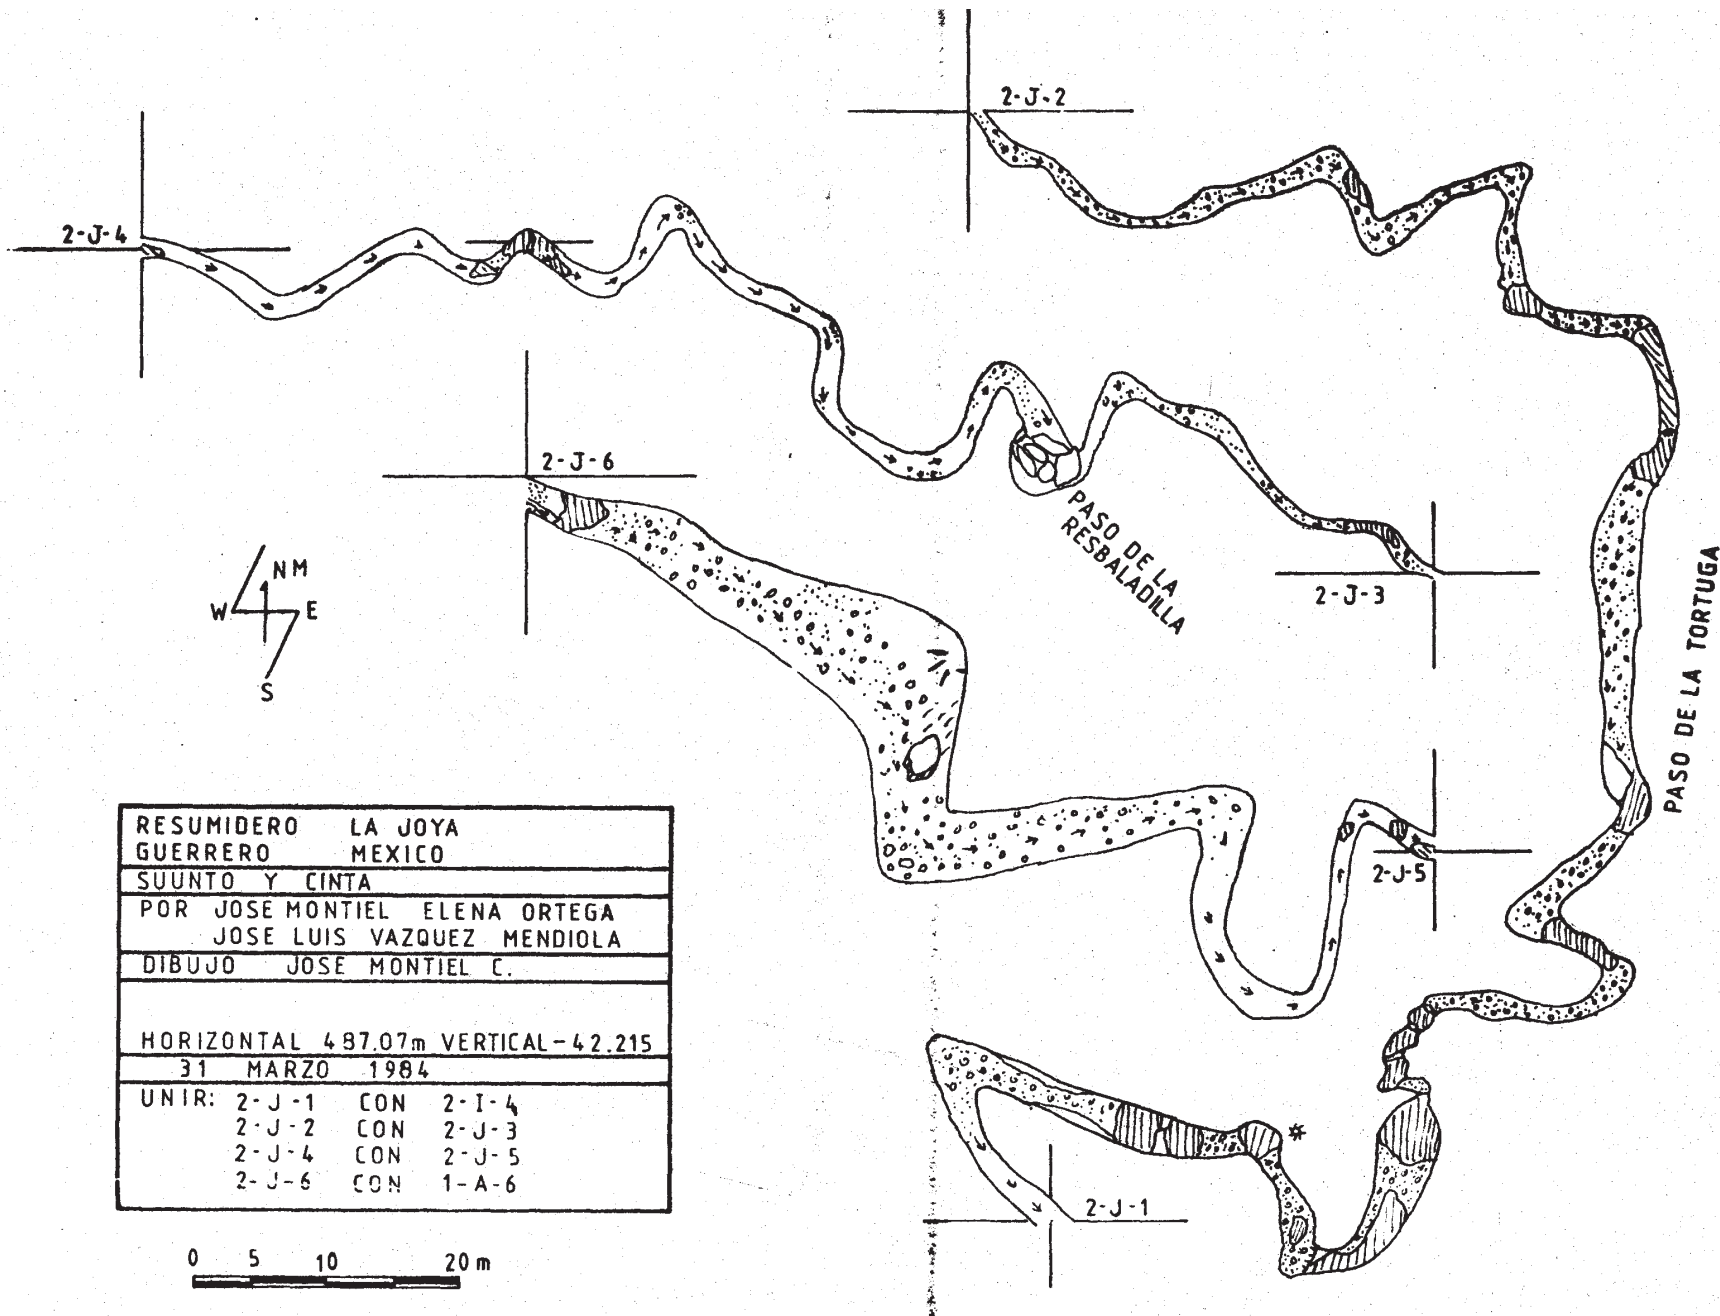 2-J-2
2-J-4
2-J-6
PASO DE LA
RESBALADILLA
2-J-3
NM
W E
S
PASO DE LA TORTUGA
2-J-5
RESUMIDERO LA JOYA
GUERRERO MEXICO
SUUNTO Y CINTA
POR JOSE MONTIEL ELENA ORTEGA
JOSE LUIS VAZQUEZ MENDIOLA
DIBUJO JOSE MONTIEL C.
HORIZONTAL 487.07m VERTICAL-42.215
31 MARZO 1984
UNIR: 2-J-1 CON 2-I-4
2-J-2 CON 2-J-3
2-J-4 CON 2-J-5
2-J-6 CON 1-A-6
2-J-1
0 5 10 20 m